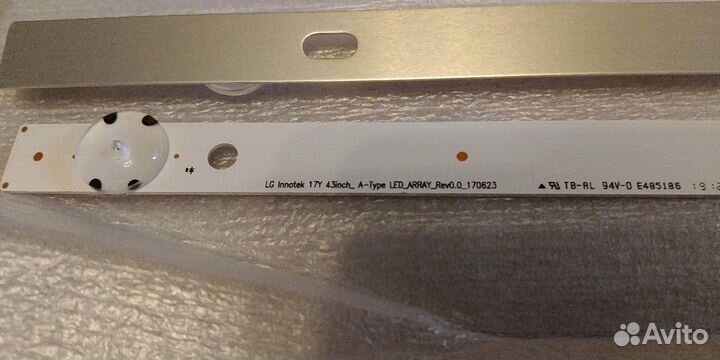 LG Innotek 17Y 43inch_ A-Type LED_ARRAY_Rev0.0_170623
TB-AL 94V-0 E485186
Avito